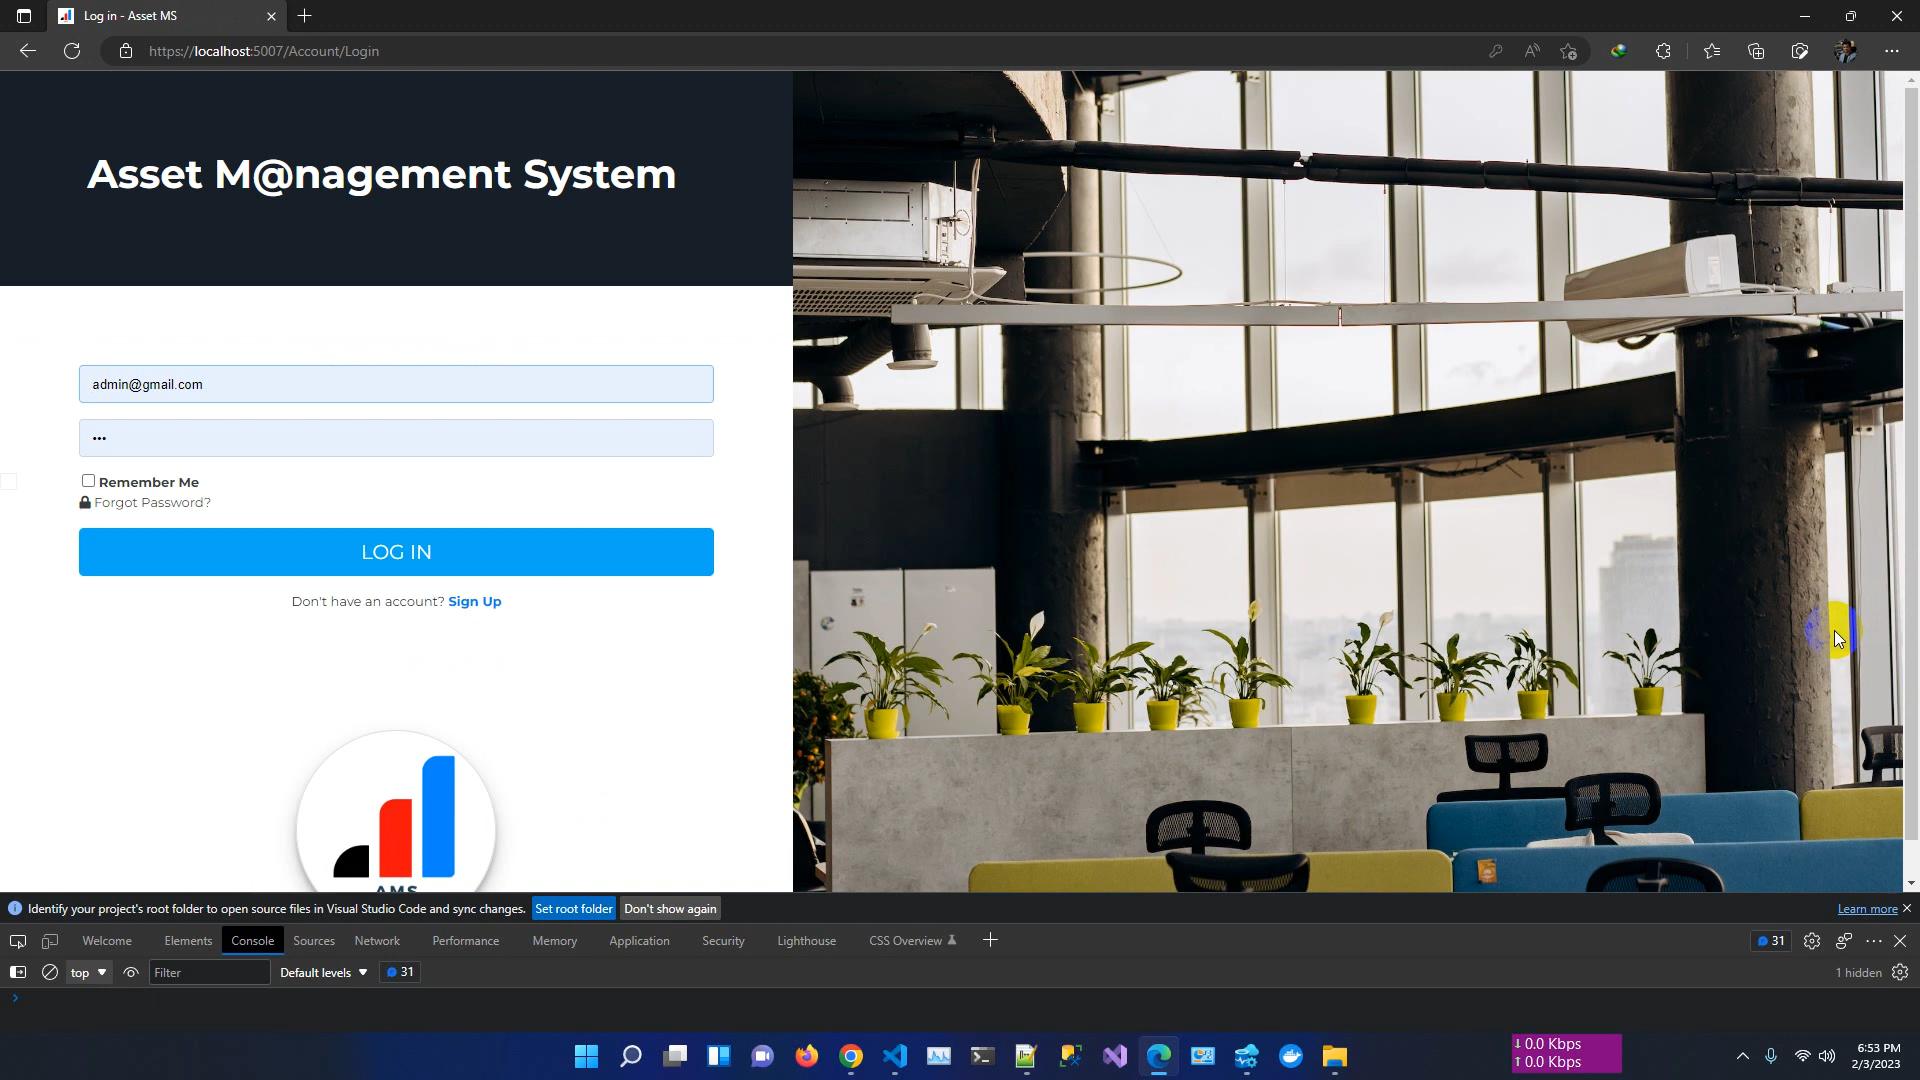 Log in - Asset MS
https://localhost:5007/Account/Login
Asset M@nagement System
admin@gmail.com
•••
Remember Me
Forgot Password?
LOG IN
Don't have an account? Sign Up
AMS
Identify your project's root folder to open source files in Visual Studio Code and sync changes. Set root folder Don't show again Learn more
Welcome Elements Console Sources Network Performance Memory Application Security Lighthouse CSS Overview 31
top Filter Default levels 31 1 hidden
0.0 Kbps
0.0 Kbps
6:53 PM
2/3/2023